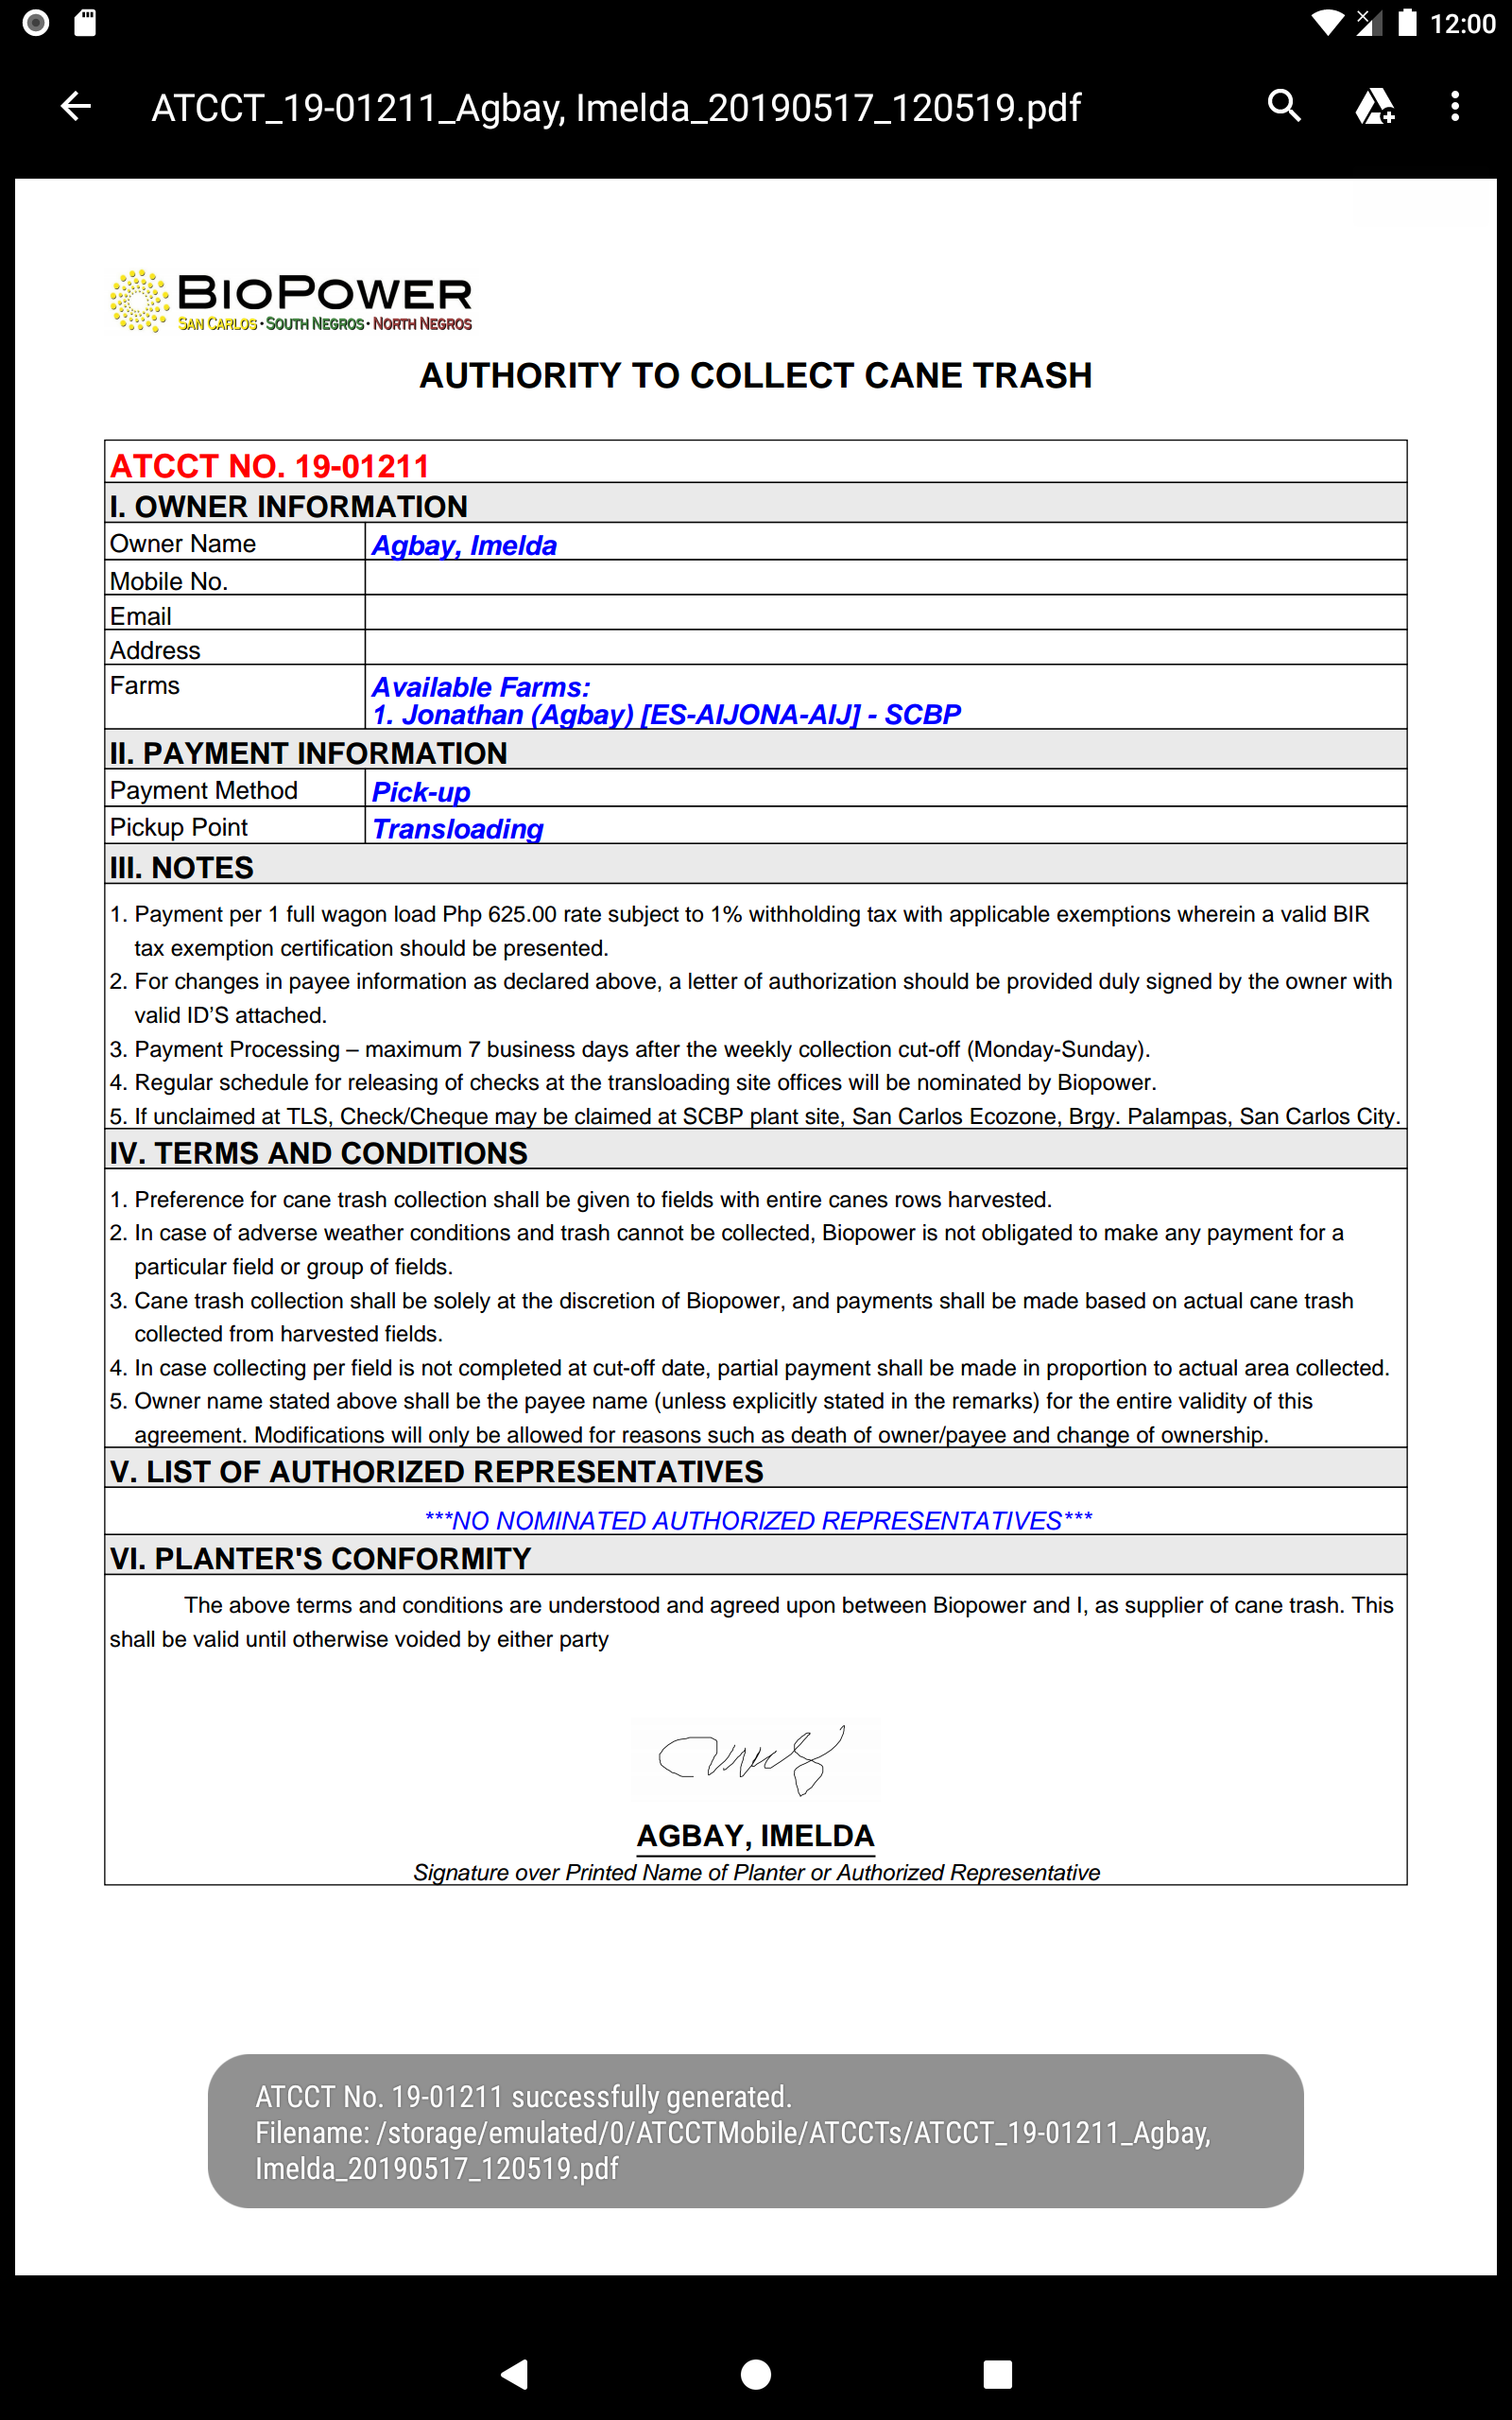 12:00
ATCCT_19-01211_Agbay, Imelda_20190517_120519.pdf
BIOPOWER
SAN CARLOS • SOUTH NEGROS • NORTH NEGROS
AUTHORITY TO COLLECT CANE TRASH
ATCCT NO. 19-01211
I. OWNER INFORMATION
Owner Name Agbay, Imelda
Mobile No.
Email
Address
Farms Available Farms:
1. Jonathan (Agbay) [ES-AIJONA-AIJ] - SCBP
II. PAYMENT INFORMATION
Payment Method Pick-up
Pickup Point Transloading
III. NOTES
1. Payment per 1 full wagon load Php 625.00 rate subject to 1% withholding tax with applicable exemptions wherein a valid BIR
tax exemption certification should be presented.
2. For changes in payee information as declared above, a letter of authorization should be provided duly signed by the owner with
valid ID'S attached.
3. Payment Processing – maximum 7 business days after the weekly collection cut-off (Monday-Sunday).
4. Regular schedule for releasing of checks at the transloading site offices will be nominated by Biopower.
5. If unclaimed at TLS, Check/Cheque may be claimed at SCBP plant site, San Carlos Ecozone, Brgy. Palampas, San Carlos City.
IV. TERMS AND CONDITIONS
1. Preference for cane trash collection shall be given to fields with entire canes rows harvested.
2. In case of adverse weather conditions and trash cannot be collected, Biopower is not obligated to make any payment for a
particular field or group of fields.
3. Cane trash collection shall be solely at the discretion of Biopower, and payments shall be made based on actual cane trash
collected from harvested fields.
4. In case collecting per field is not completed at cut-off date, partial payment shall be made in proportion to actual area collected.
5. Owner name stated above shall be the payee name (unless explicitly stated in the remarks) for the entire validity of this
agreement. Modifications will only be allowed for reasons such as death of owner/payee and change of ownership.
V. LIST OF AUTHORIZED REPRESENTATIVES
***NO NOMINATED AUTHORIZED REPRESENTATIVES***
VI. PLANTER'S CONFORMITY
The above terms and conditions are understood and agreed upon between Biopower and I, as supplier of cane trash. This
shall be valid until otherwise voided by either party
AGBAY, IMELDA
Signature over Printed Name of Planter or Authorized Representative
ATCCT No. 19-01211 successfully generated.
Filename: /storage/emulated/0/ATCCTMobile/ATCCTs/ATCCT_19-01211_Agbay,
Imelda_20190517_120519.pdf